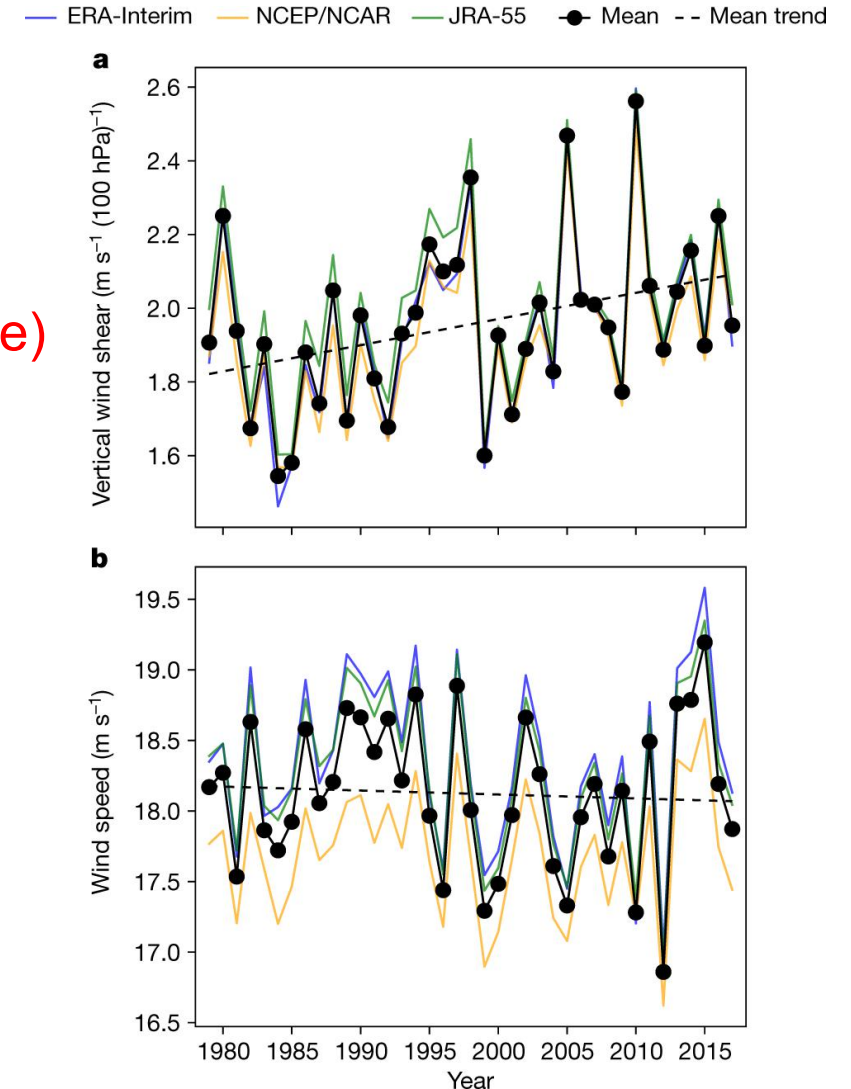 ERA-Interim NCEP/NCAR JRA-55 Mean Mean trend
a
e)
Vertical wind shear (m s⁻¹ (100 hPa)⁻¹)
2.6
2.4
2.2
2.0
1.8
1.6
b
Wind speed (m s⁻¹)
19.5
19.0
18.5
18.0
17.5
17.0
16.5
1980 1985 1990 1995 2000 2005 2010 2015
Year